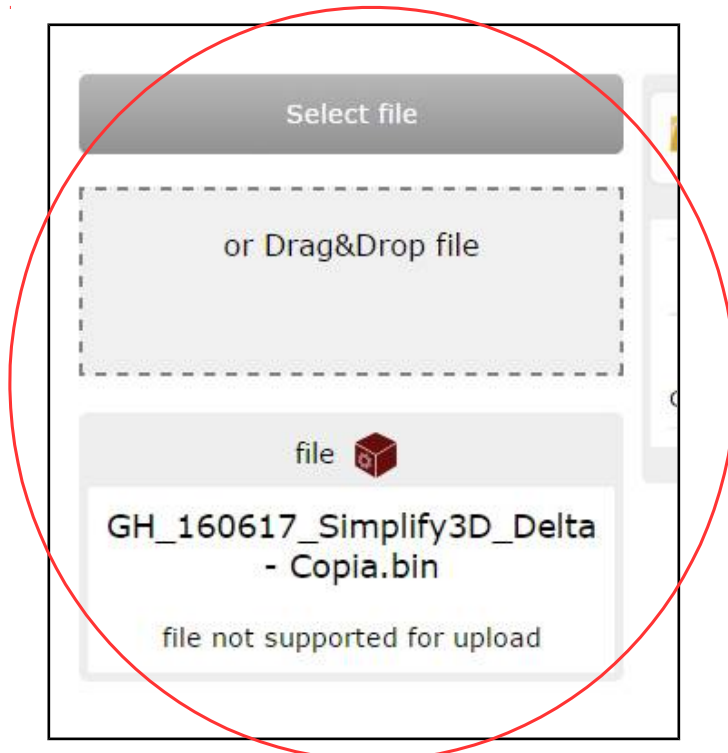 Select file
or Drag&Drop file
file
GH_160617_Simplify3D_Delta
- Copia.bin
file not supported for upload